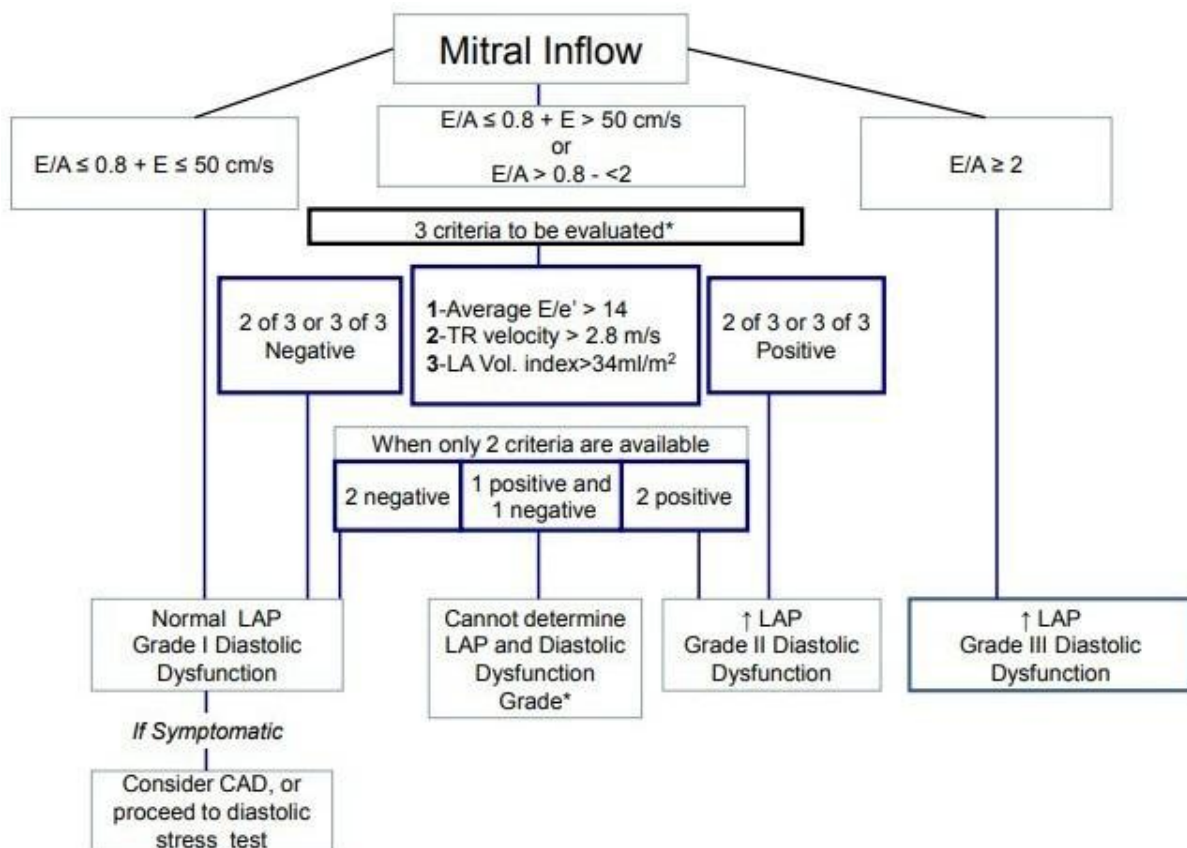 Mitral Inflow
E/A ≤ 0.8 + E ≤ 50 cm/s
E/A ≤ 0.8 + E > 50 cm/s
or
E/A > 0.8 - <2
E/A ≥ 2
3 criteria to be evaluated*
2 of 3 or 3 of 3
Negative
1-Average E/e’ > 14
2-TR velocity > 2.8 m/s
3-LA Vol. index>34ml/m²
2 of 3 or 3 of 3
Positive
When only 2 criteria are available
2 negative
1 positive and
1 negative
2 positive
Normal LAP
Grade I Diastolic
Dysfunction
Cannot determine
LAP and Diastolic
Dysfunction
Grade*
↑ LAP
Grade II Diastolic
Dysfunction
↑ LAP
Grade III Diastolic
Dysfunction
If Symptomatic
Consider CAD, or
proceed to diastolic
stress test